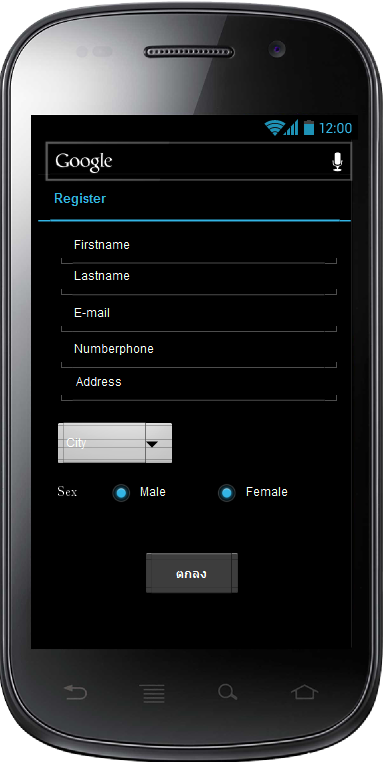 12:00
Google
Register
Firstname
Lastname
E-mail
Numberphone
Address
City
Sex Male Female
ตกลง